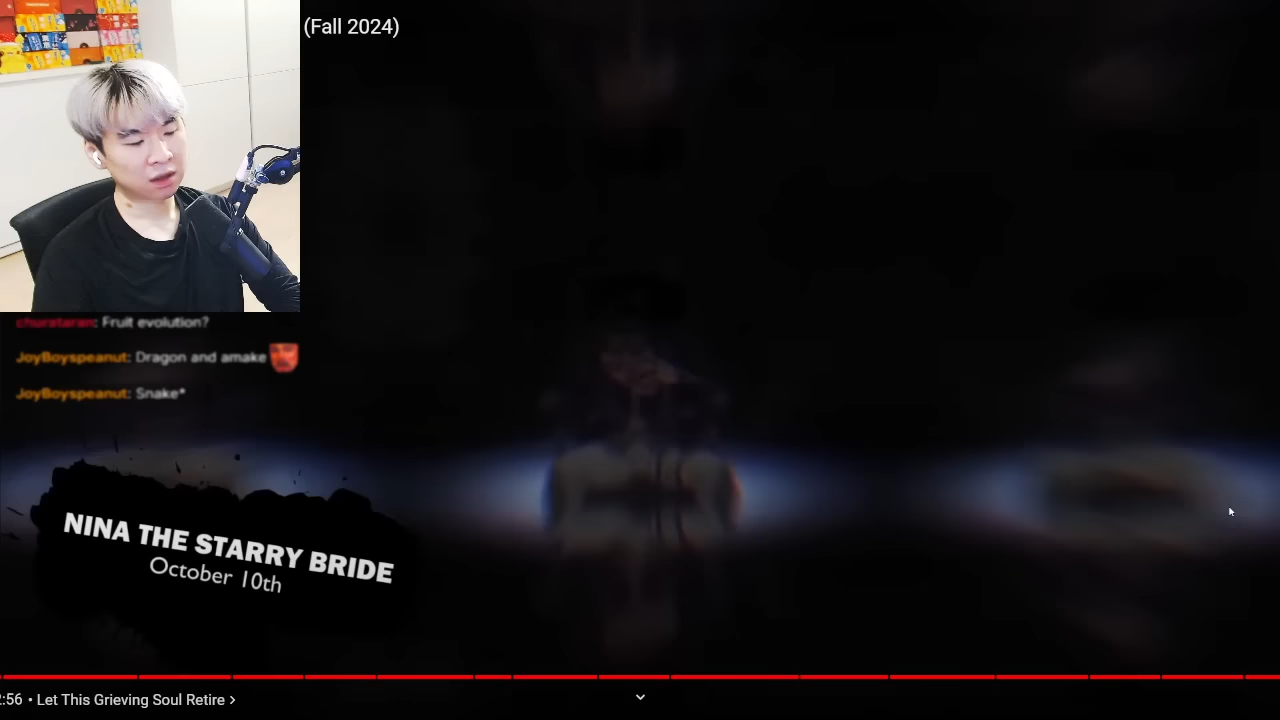 (Fall 2024)
churataran: Fruit evolution?
JoyBoyspeanut: Dragon and amake
JoyBoyspeanut: Snake*
NINA THE STARRY BRIDE
October 10th
:56 • Let This Grieving Soul Retire >